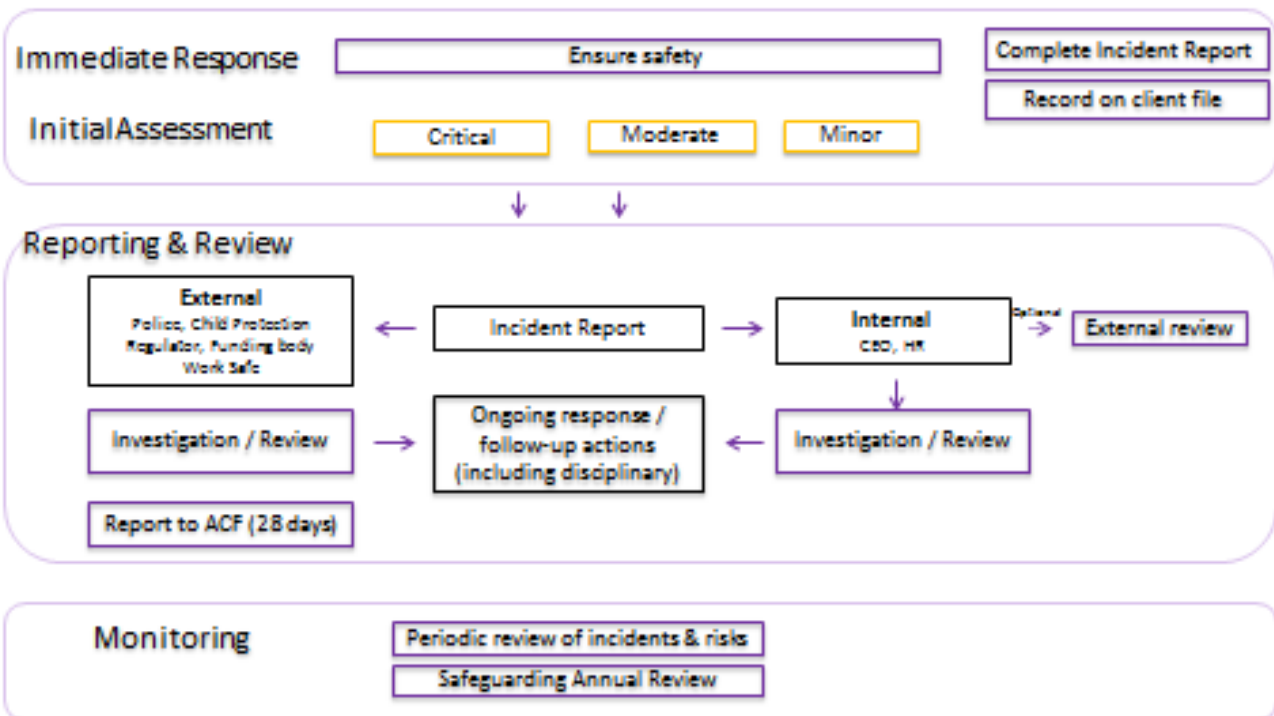 Immediate Response
Ensure safety
Complete Incident Report
Record on client file
Initial Assessment
Critical
Moderate
Minor
Reporting & Review
External
Police, Child Protection
Regulator, Funding body
Work Safe
Incident Report
Internal
CEO, HR
Optional
External review
Investigation / Review
Ongoing response /
follow-up actions
(including disciplinary)
Investigation / Review
Report to ACF (28 days)
Monitoring
Periodic review of incidents & risks
Safeguarding Annual Review